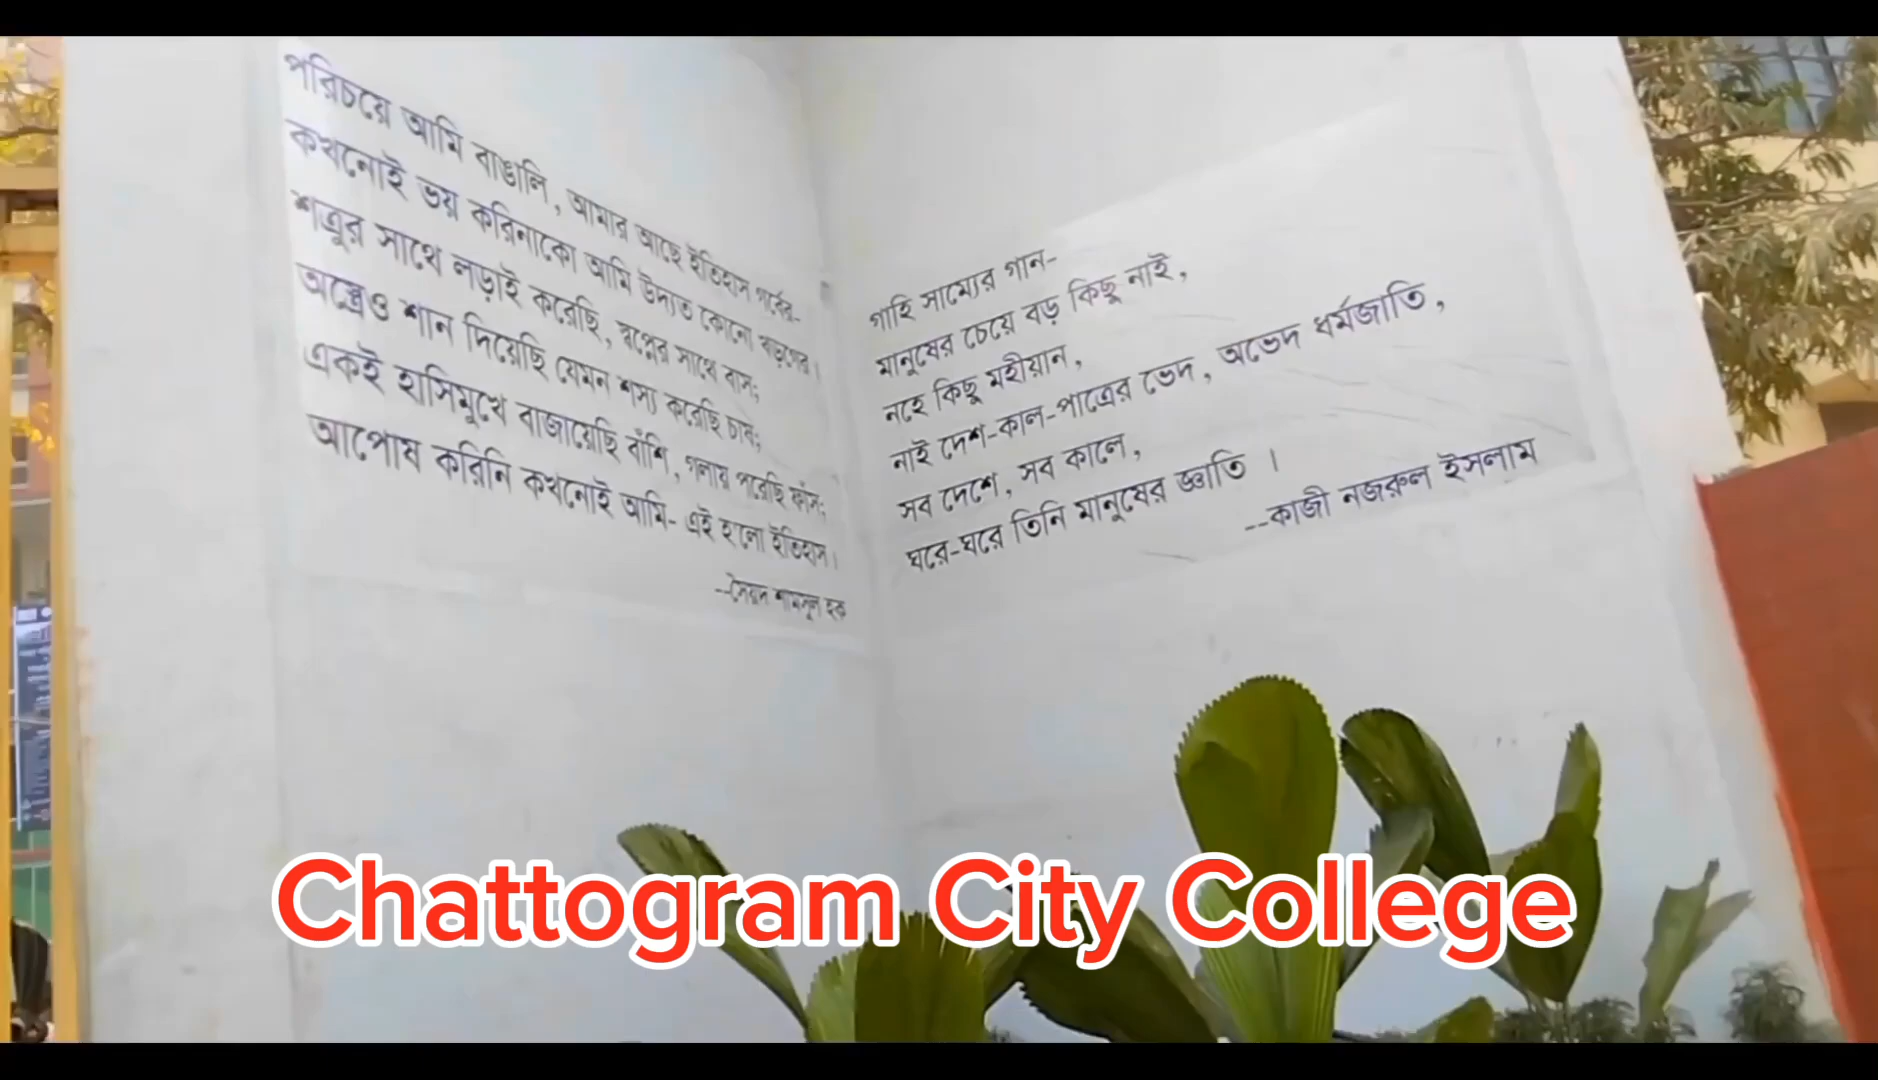 পরিচয়ে আমি বাঙালি, আমার আছে ইতিহাস গর্বের-
কখনোই ভয় করিনাকো আমি উদ্যত কোনো খড়গের।
শত্রুর সাথে লড়াই করেছি, স্বপ্নের সাথে বাস;
অস্ত্রেও শান দিয়েছি যেমন শস্য করেছি চাষ;
একই হাসিমুখে বাজায়েছি বাঁশি, গলায় পরেছি ফাঁস;
আপোষ করিনি কখনোই আমি- এই হ'লো ইতিহাস।
--সৈয়দ শামসুল হক
গাহি সাম্যের গান-
মানুষের চেয়ে বড় কিছু নাই,
নহে কিছু মহীয়ান,
নাই দেশ-কাল-পাত্রের ভেদ, অভেদ ধর্মজাতি,
সব দেশে, সব কালে,
ঘরে-ঘরে তিনি মানুষের জ্ঞাতি ।
--কাজী নজরুল ইসলাম
Chattogram City College